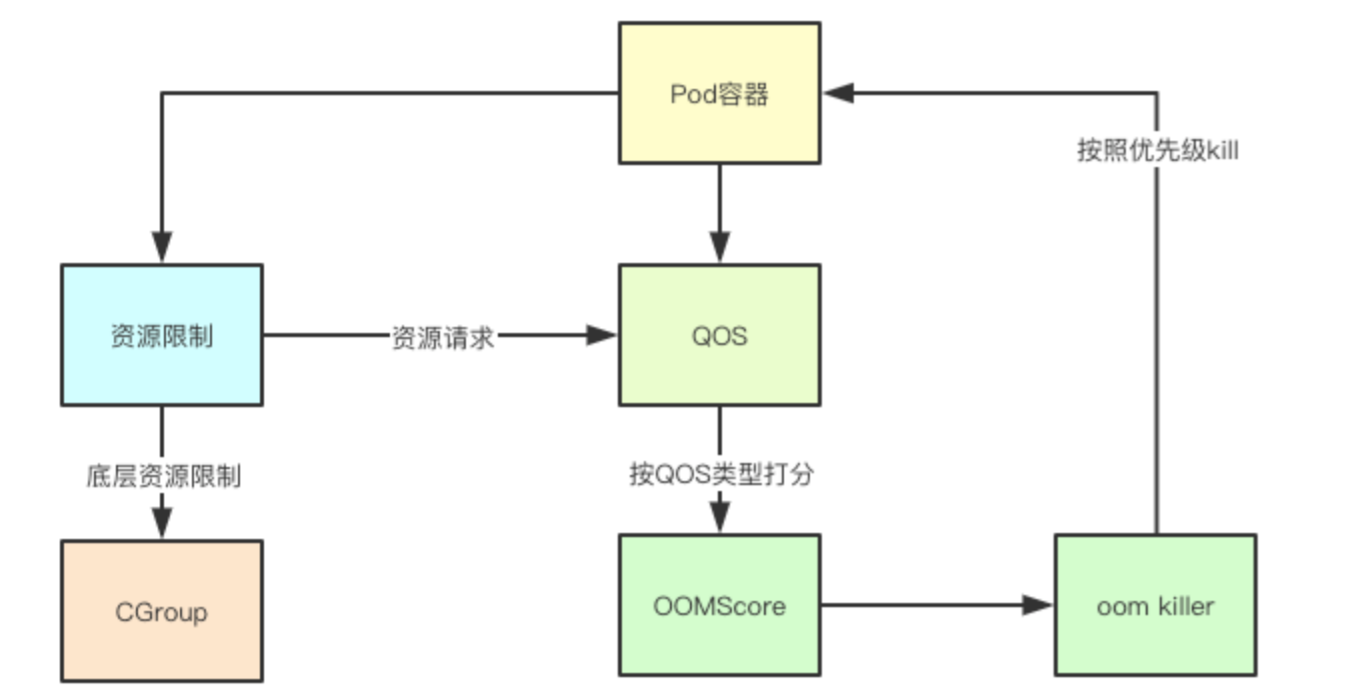 Pod容器
按照优先级kill
资源限制
资源请求
QOS
底层资源限制
按QOS类型打分
CGroup
OOMScore
oom killer